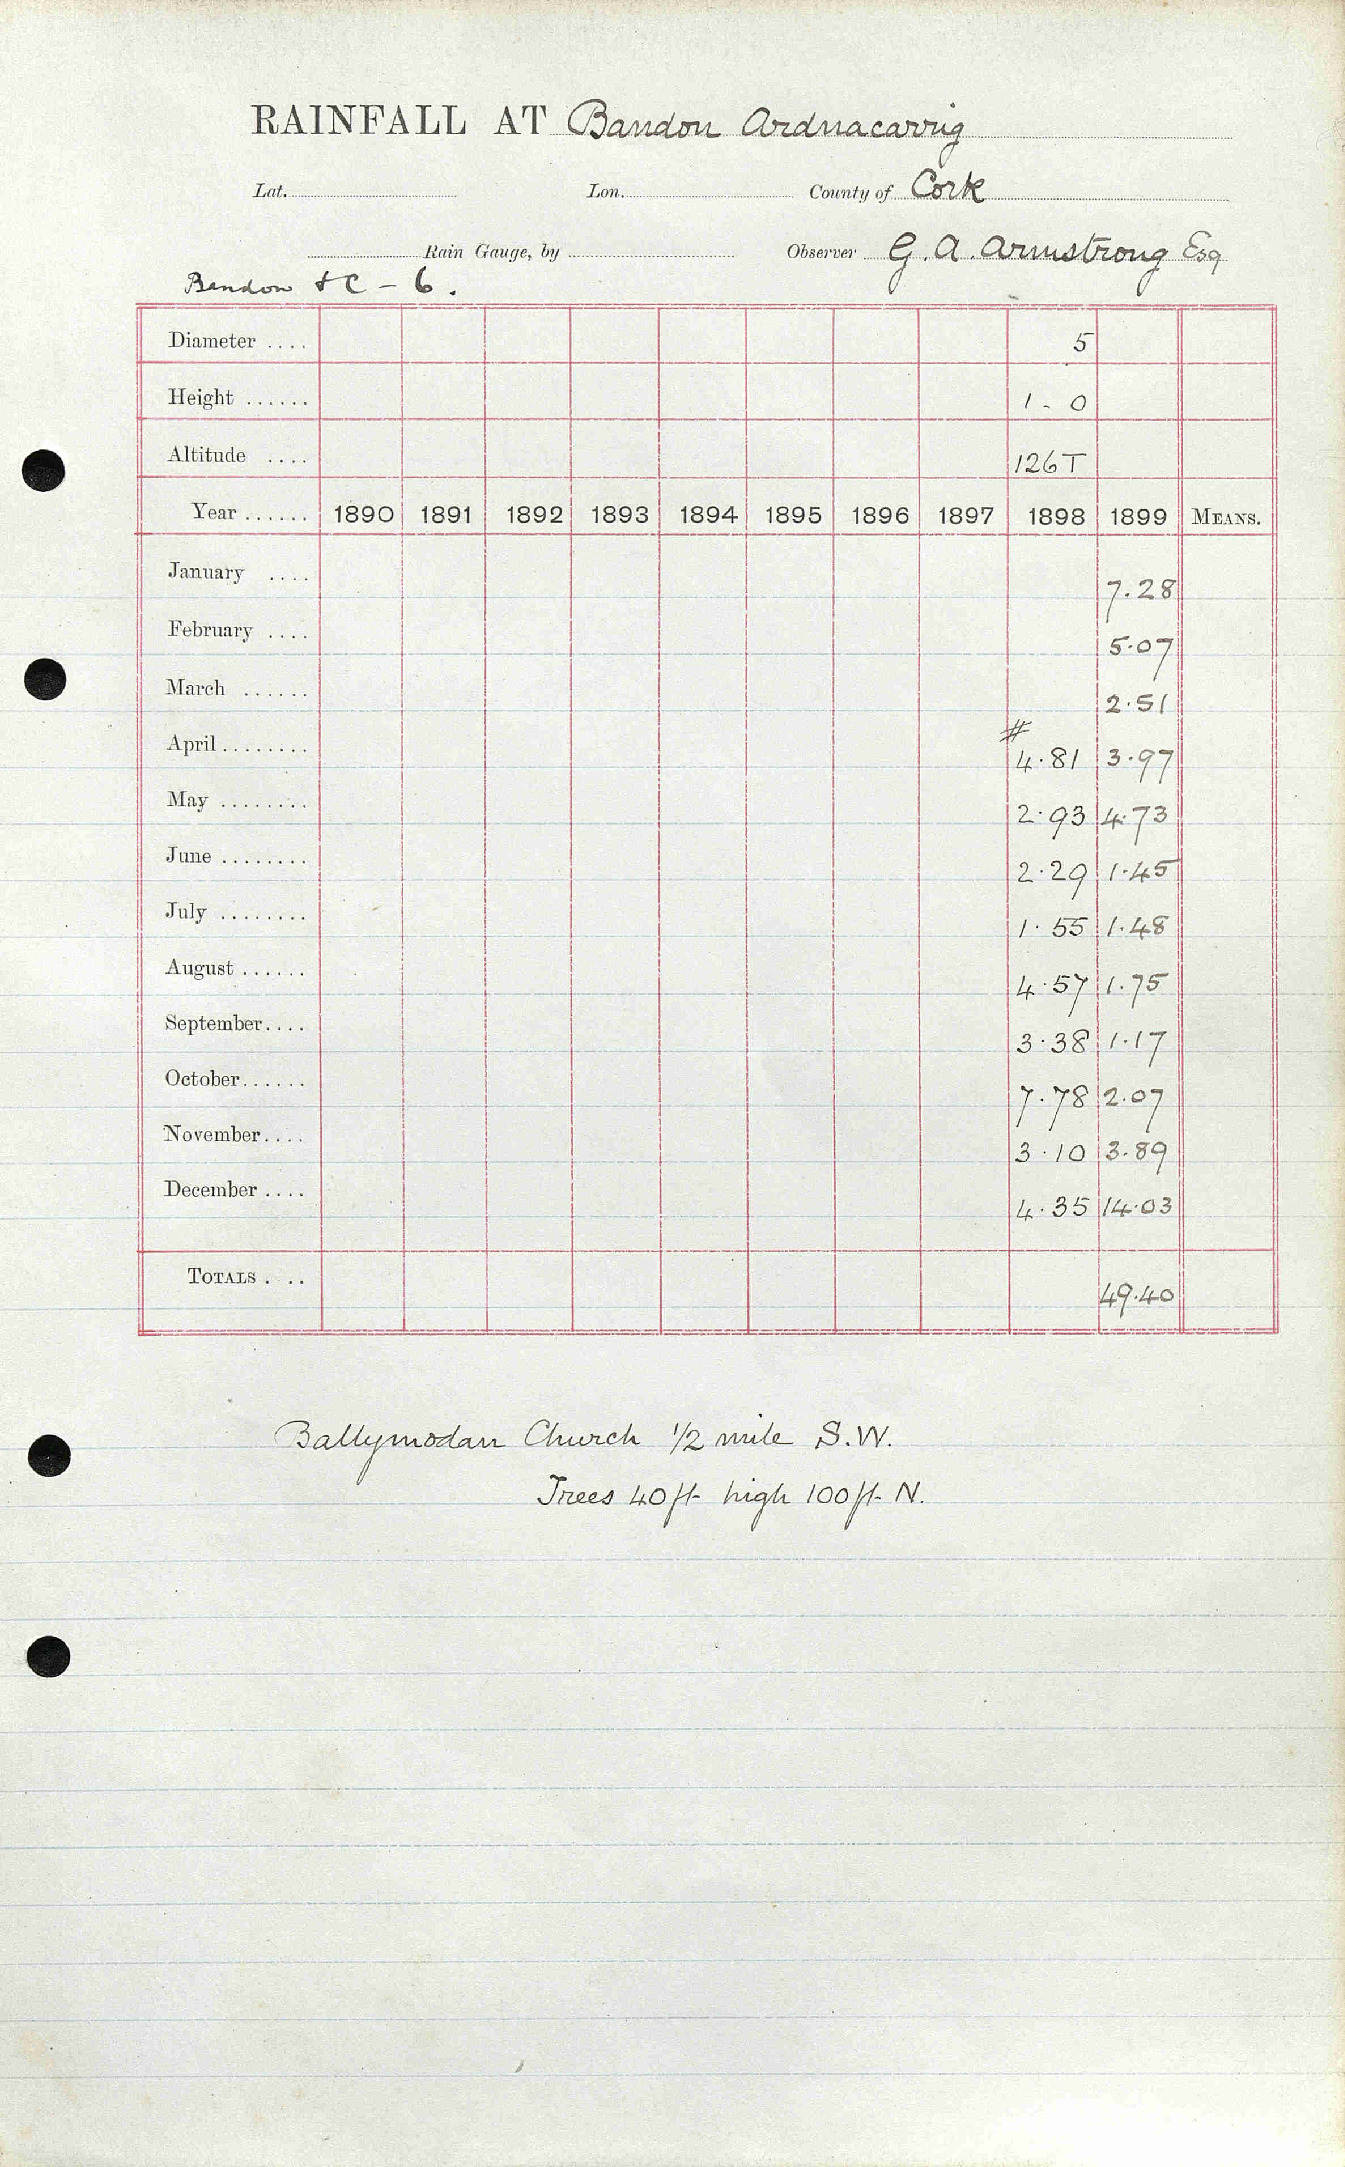 RAINFALL AT Bandon Ardnacarrig
Lat. Lon. County of Cork
Rain Gauge, by Observer G. A. Armstrong Esq
Bandon & C - 6.
Diameter .... 5
Height ...... 1 - 0
Altitude .... 126T
Year ...... 1890 1891 1892 1893 1894 1895 1896 1897 1898 1899 MEANS.
January .... 7.28
February .... 5.07
March ...... 2.51
#
April ........ 4.81 3.97
May ........ 2.93 4.73
June ........ 2.29 1.45
July ........ 1.55 1.48
August ...... 4.57 1.75
September.... 3.38 1.17
October...... 7.78 2.07
November.... 3.10 3.89
December .... 4.35 14.03
TOTALS . .. 49.40
Ballymodan Church 1/2 mile S.W.
Trees 40ft high 100ft N.